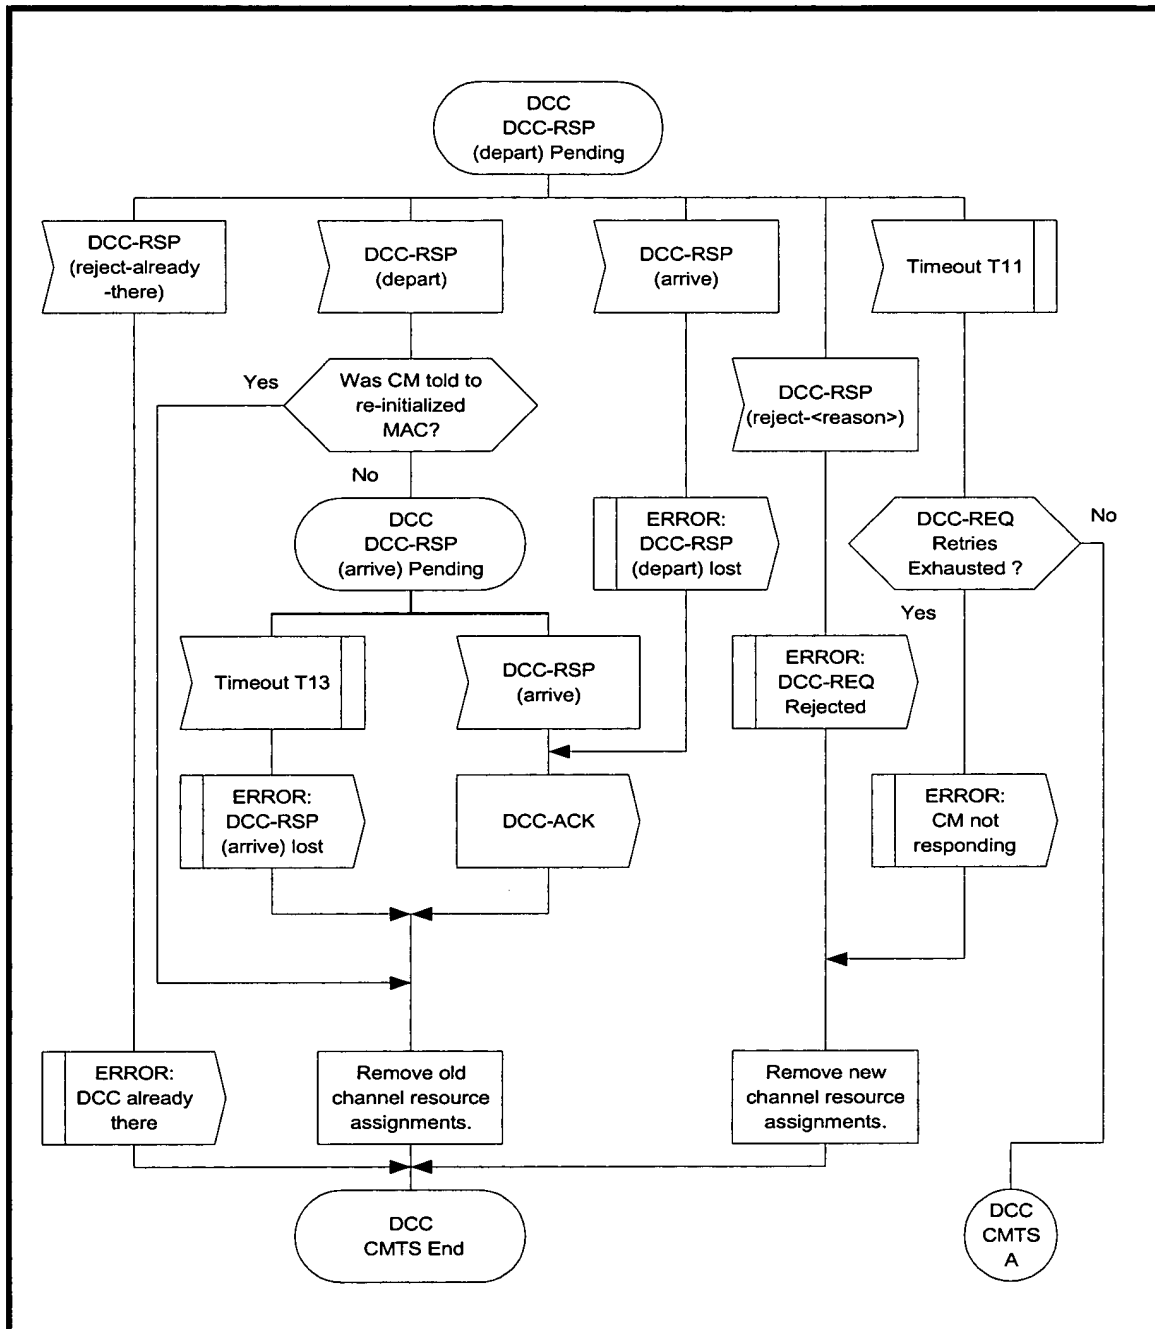 DCC
DCC-RSP
(depart) Pending
DCC-RSP
(reject-already
-there)
DCC-RSP
(depart)
DCC-RSP
(arrive)
Timeout T11
Yes
Was CM told to
re-initialized
MAC?
No
DCC-RSP
(reject-<reason>)
DCC
DCC-RSP
(arrive) Pending
ERROR:
DCC-RSP
(depart) lost
DCC-REQ
Retries
Exhausted ?
No
Yes
Timeout T13
DCC-RSP
(arrive)
ERROR:
DCC-REQ
Rejected
ERROR:
DCC-RSP
(arrive) lost
DCC-ACK
ERROR:
CM not
responding
ERROR:
DCC already
there
Remove old
channel resource
assignments.
Remove new
channel resource
assignments.
DCC
CMTS End
DCC
CMTS
A